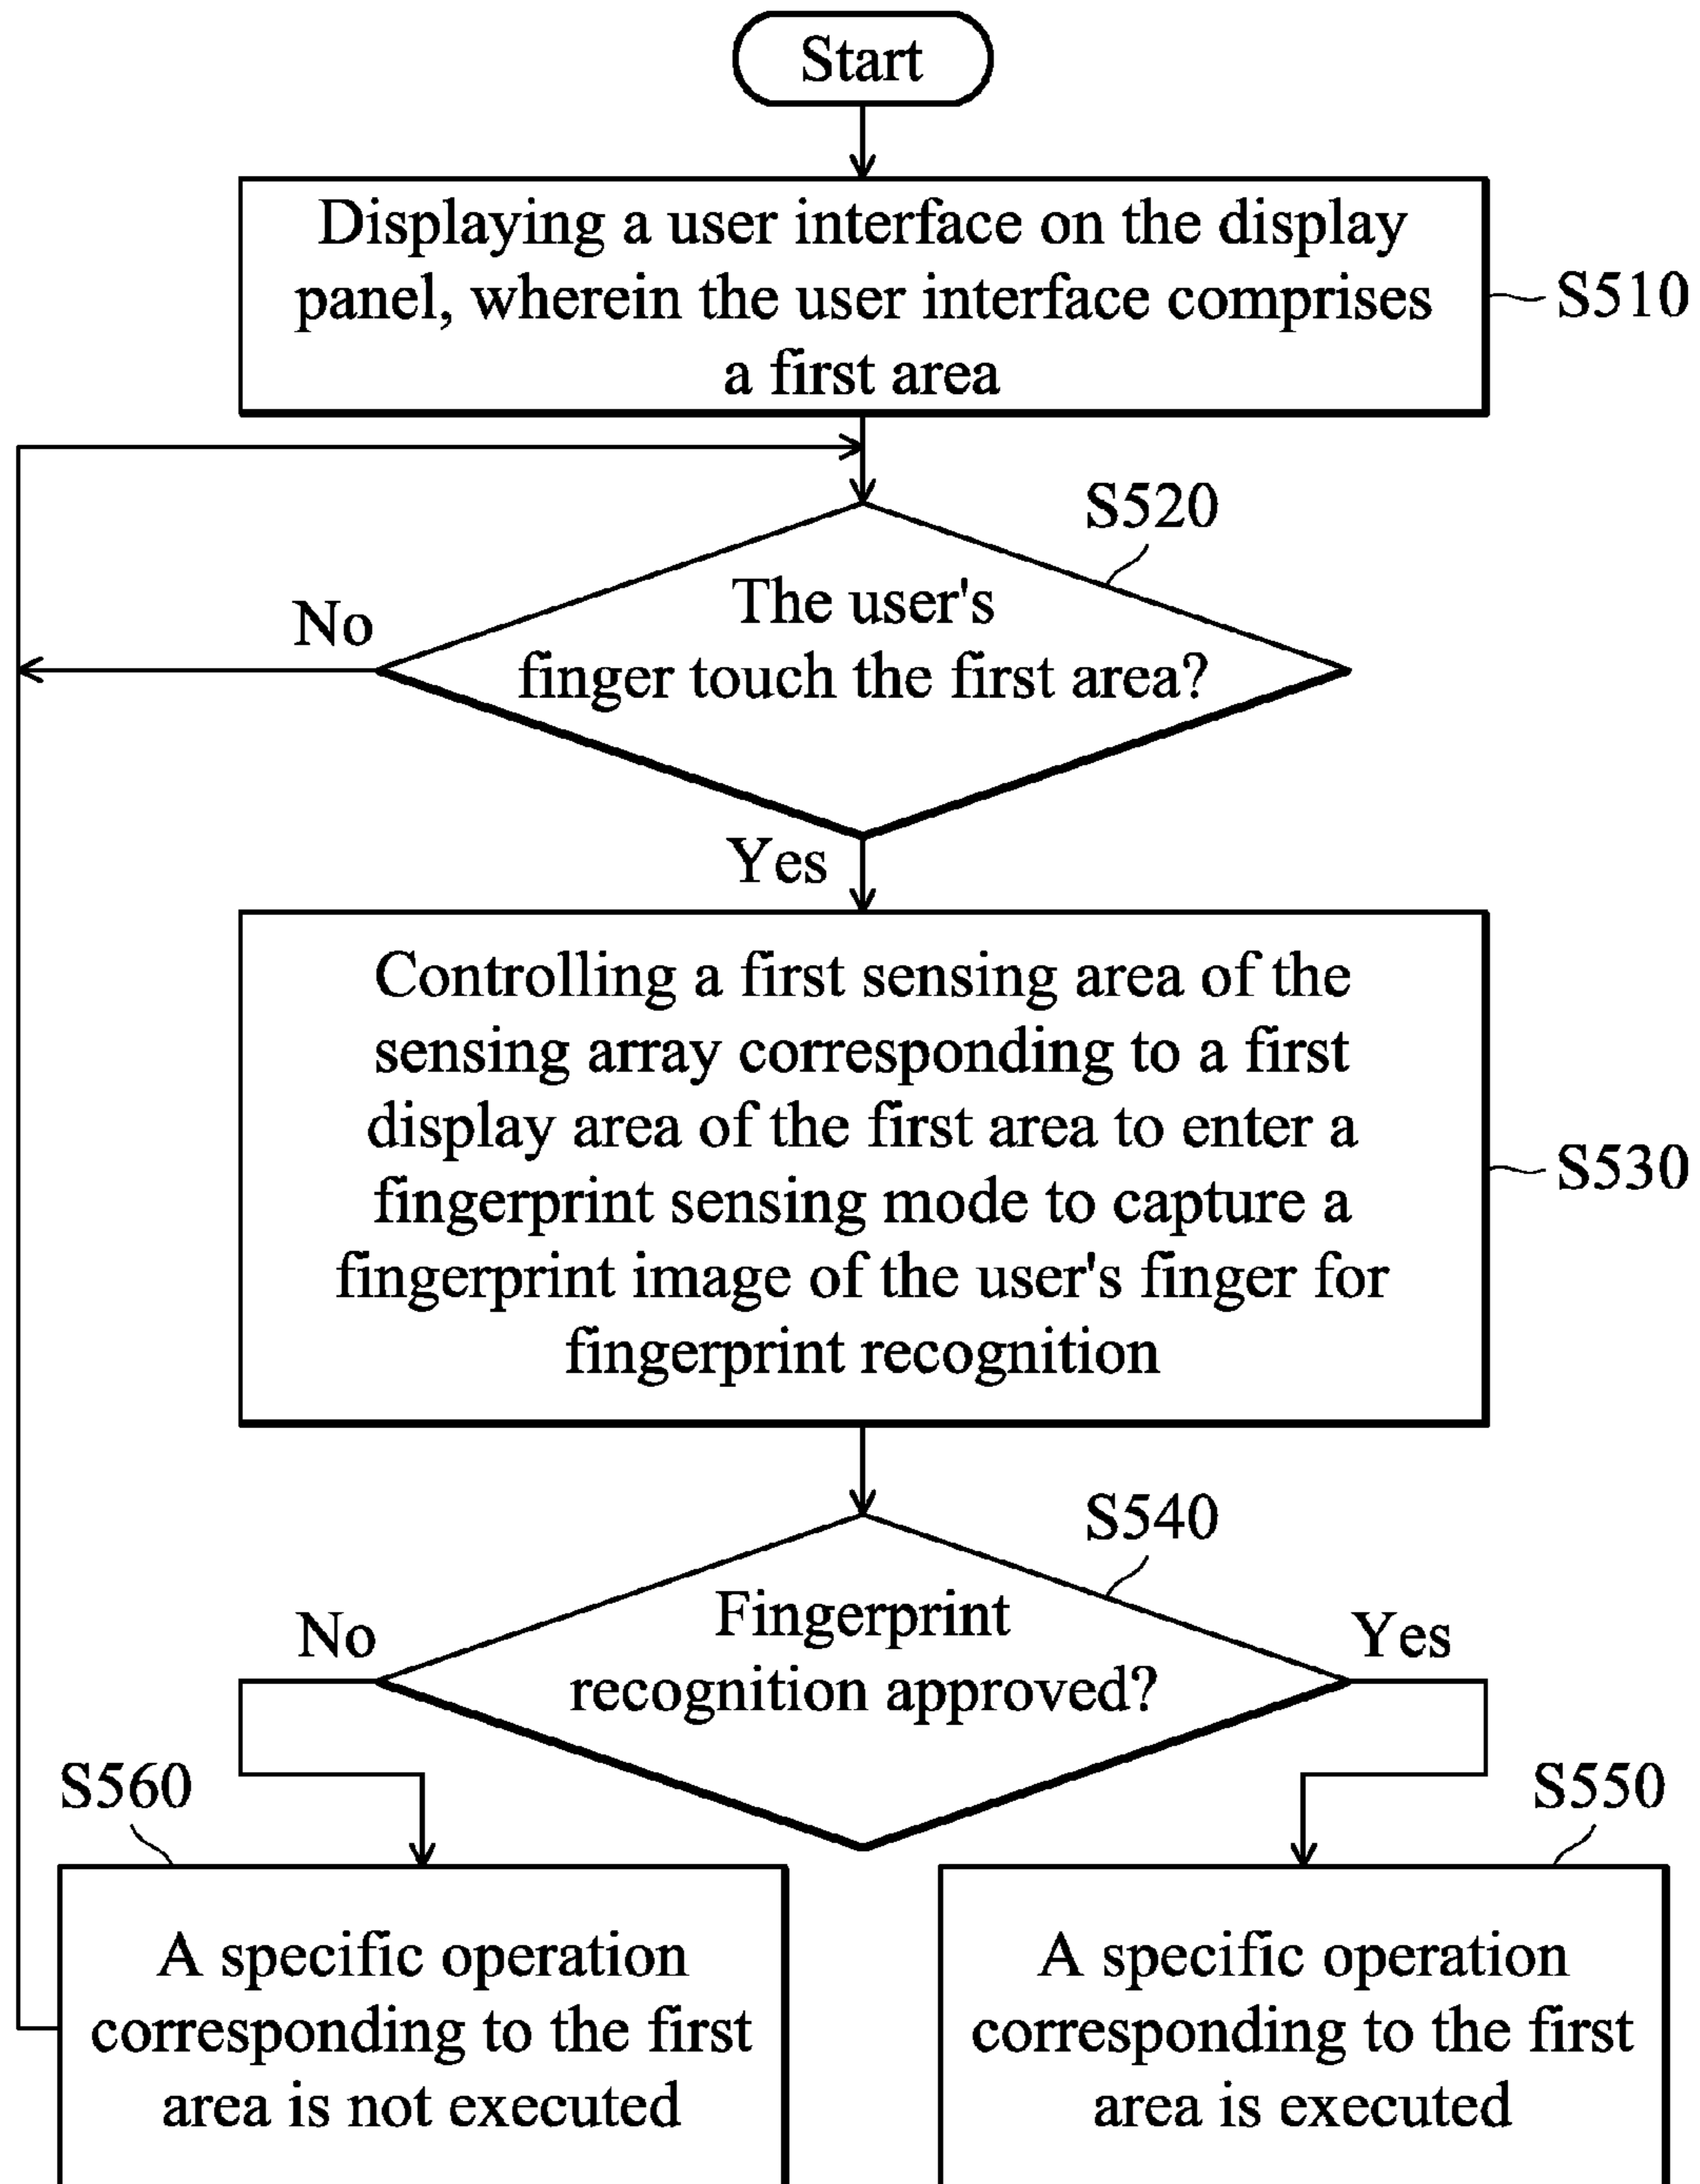 Start
Displaying a user interface on the display
panel, wherein the user interface comprises
a first area
S510
S520
The user's
finger touch the first area?
No
Yes
Controlling a first sensing area of the
sensing array corresponding to a first
display area of the first area to enter a
fingerprint sensing mode to capture a
fingerprint image of the user's finger for
fingerprint recognition
S530
S540
Fingerprint
recognition approved?
No
Yes
S560
A specific operation
corresponding to the first
area is not executed
S550
A specific operation
corresponding to the first
area is executed